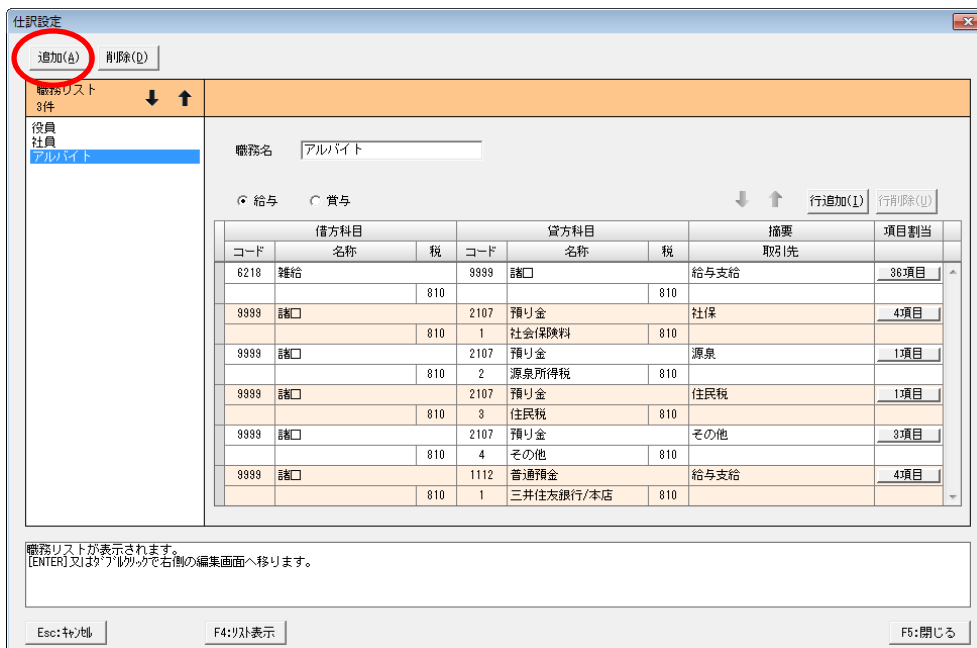 仕訳設定
追加(A) 削除(D)
職務リスト
3件
役員
社員
アルバイト
職務名 アルバイト
給与 賞与 行追加(I) 行削除(U)
借方科目 貸方科目 摘要 項目割当
コード 名称 税 コード 名称 税 取引先
6218 雑給 9999 諸口 給与支給 36項目
810 810
9999 諸口 2107 預り金 社保 4項目
810 1 社会保険料 810
9999 諸口 2107 預り金 源泉 1項目
810 2 源泉所得税 810
9999 諸口 2107 預り金 住民税 1項目
810 3 住民税 810
9999 諸口 2107 預り金 その他 3項目
810 4 その他 810
9999 諸口 1112 普通預金 給与支給 4項目
810 1 三井住友銀行/本店 810
職務リストが表示されます。
[ENTER]又はダブルクリックで右側の編集画面へ移ります。
Esc:キャンセル F4:リスト表示 F5:閉じる